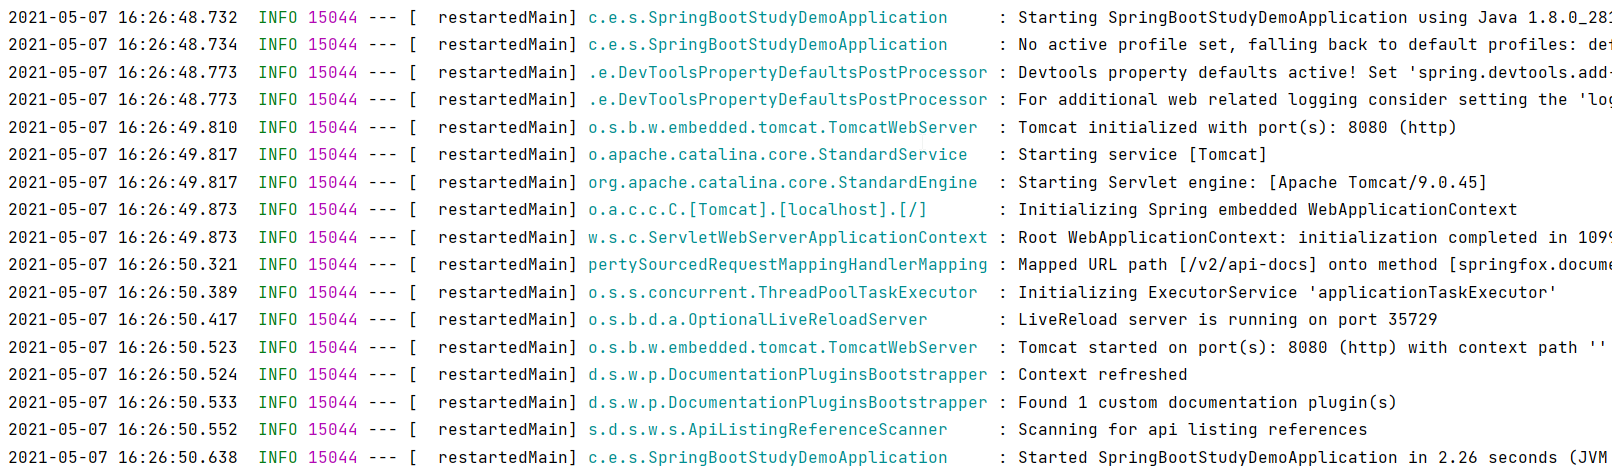 2021-05-07 16:26:48.732  INFO 15044 --- [  restartedMain] c.e.s.SpringBootStudyDemoApplication     : Starting SpringBootStudyDemoApplication using Java 1.8.0_281
2021-05-07 16:26:48.734  INFO 15044 --- [  restartedMain] c.e.s.SpringBootStudyDemoApplication     : No active profile set, falling back to default profiles: def
2021-05-07 16:26:48.773  INFO 15044 --- [  restartedMain] .e.DevToolsPropertyDefaultsPostProcessor : Devtools property defaults active! Set 'spring.devtools.add-
2021-05-07 16:26:48.773  INFO 15044 --- [  restartedMain] .e.DevToolsPropertyDefaultsPostProcessor : For additional web related logging consider setting the 'log
2021-05-07 16:26:49.810  INFO 15044 --- [  restartedMain] o.s.b.w.embedded.tomcat.TomcatWebServer  : Tomcat initialized with port(s): 8080 (http)
2021-05-07 16:26:49.817  INFO 15044 --- [  restartedMain] o.apache.catalina.core.StandardService   : Starting service [Tomcat]
2021-05-07 16:26:49.817  INFO 15044 --- [  restartedMain] org.apache.catalina.core.StandardEngine  : Starting Servlet engine: [Apache Tomcat/9.0.45]
2021-05-07 16:26:49.873  INFO 15044 --- [  restartedMain] o.a.c.c.C.[Tomcat].[localhost].[/]       : Initializing Spring embedded WebApplicationContext
2021-05-07 16:26:49.873  INFO 15044 --- [  restartedMain] w.s.c.ServletWebServerApplicationContext : Root WebApplicationContext: initialization completed in 1099
2021-05-07 16:26:50.321  INFO 15044 --- [  restartedMain] pertySourcedRequestMappingHandlerMapping : Mapped URL path [/v2/api-docs] onto method [springfox.docume
2021-05-07 16:26:50.389  INFO 15044 --- [  restartedMain] o.s.s.concurrent.ThreadPoolTaskExecutor  : Initializing ExecutorService 'applicationTaskExecutor'
2021-05-07 16:26:50.417  INFO 15044 --- [  restartedMain] o.s.b.d.a.OptionalLiveReloadServer       : LiveReload server is running on port 35729
2021-05-07 16:26:50.523  INFO 15044 --- [  restartedMain] o.s.b.w.embedded.tomcat.TomcatWebServer  : Tomcat started on port(s): 8080 (http) with context path ''
2021-05-07 16:26:50.524  INFO 15044 --- [  restartedMain] d.s.w.p.DocumentationPluginsBootstrapper : Context refreshed
2021-05-07 16:26:50.533  INFO 15044 --- [  restartedMain] d.s.w.p.DocumentationPluginsBootstrapper : Found 1 custom documentation plugin(s)
2021-05-07 16:26:50.552  INFO 15044 --- [  restartedMain] s.d.s.w.s.ApiListingReferenceScanner     : Scanning for api listing references
2021-05-07 16:26:50.638  INFO 15044 --- [  restartedMain] c.e.s.SpringBootStudyDemoApplication     : Started SpringBootStudyDemoApplication in 2.26 seconds (JVM